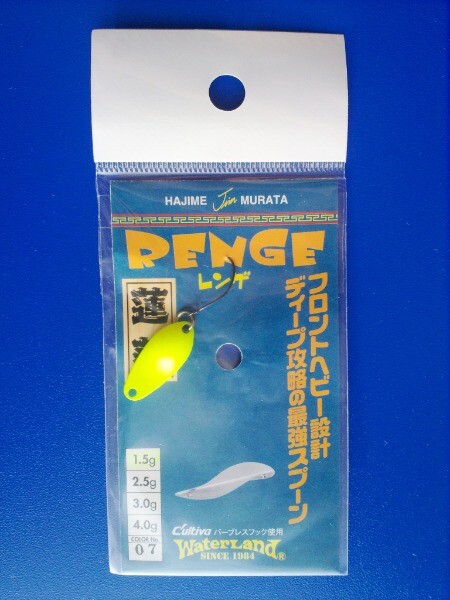 HAJIME Join MURATA
RENGE
レンゲ
蓮
フロントヘビー設計
ディープ攻略の最強スプーン
1.5g
2.5g
3.0g
4.0g
COLOR No.
07
Cultiva バーブレスフック使用
WaterLand®
SINCE 1984